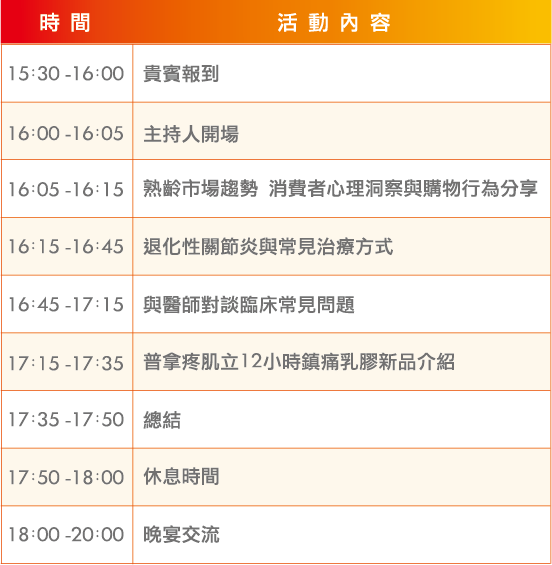 時間 活動內容
15:30 -16:00 貴賓報到
16:00 -16:05 主持人開場
16:05 -16:15 熟齡市場趨勢 消費者心理洞察與購物行為分享
16:15 -16:45 退化性關節炎與常見治療方式
16:45 -17:15 與醫師對談臨床常見問題
17:15 -17:35 普拿疼肌立12小時鎮痛乳膠新品介紹
17:35 -17:50 總結
17:50 -18:00 休息時間
18:00 -20:00 晚宴交流